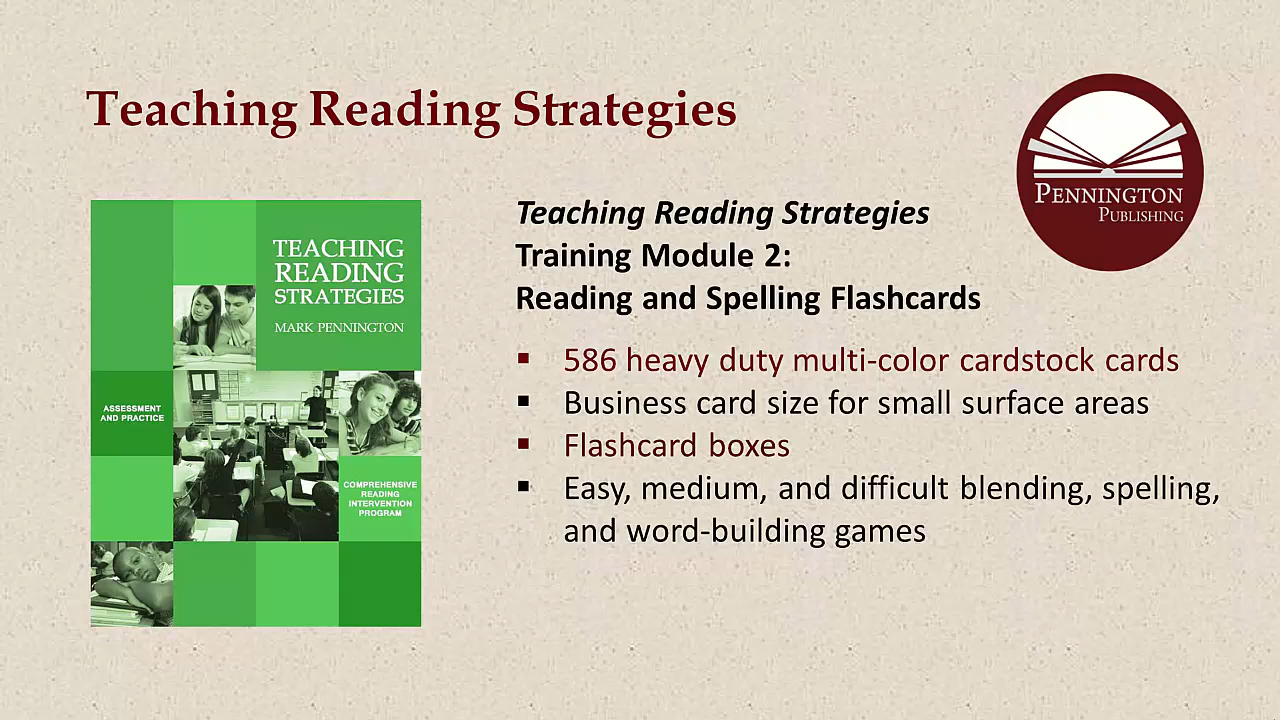 Teaching Reading Strategies
PENNINGTON
PUBLISHING
TEACHING
READING
STRATEGIES
MARK PENNINGTON
ASSESSMENT
AND PRACTICE
COMPREHENSIVE
READING
INTERVENTION
PROGRAM
Teaching Reading Strategies
Training Module 2:
Reading and Spelling Flashcards
▪ 586 heavy duty multi-color cardstock cards
▪ Business card size for small surface areas
▪ Flashcard boxes
▪ Easy, medium, and difficult blending, spelling,
and word-building games